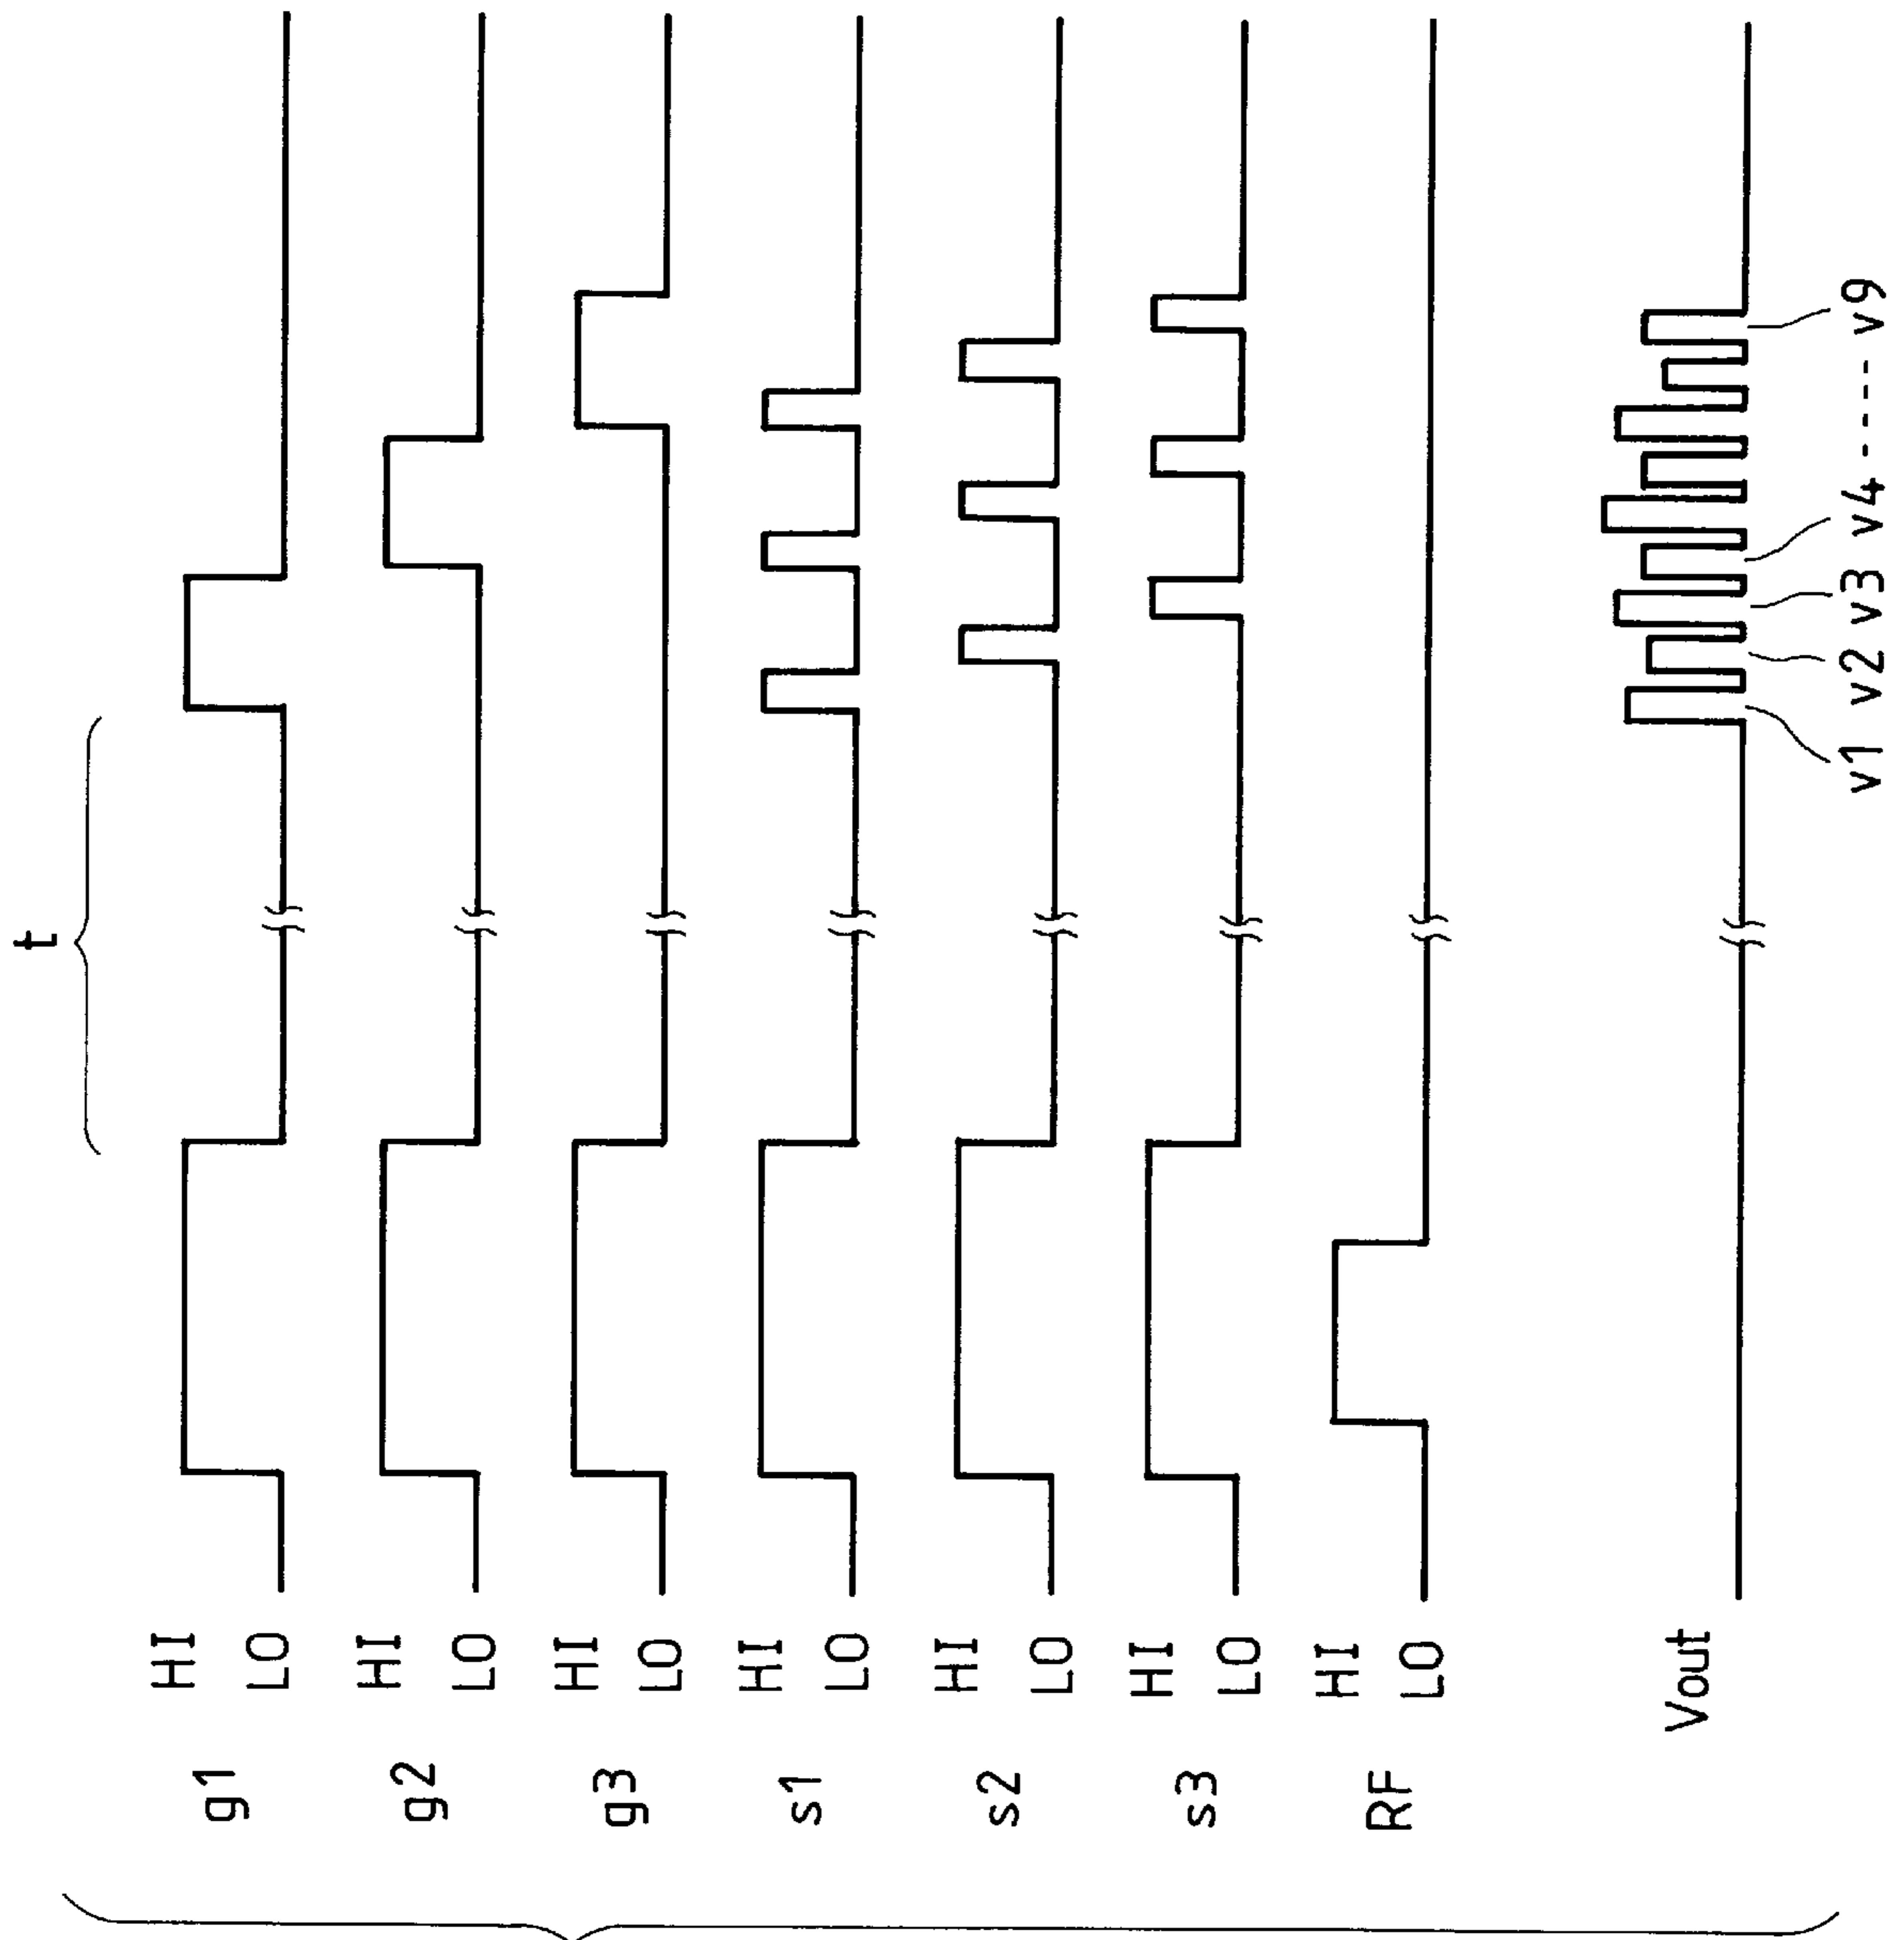 t
g1 HI
LO
g2 HI
LO
g3 HI
LO
s1 HI
LO
s2 HI
LO
s3 HI
LO
RF HI
LO
Vout
v1 v2 v3 v4 ---- v9